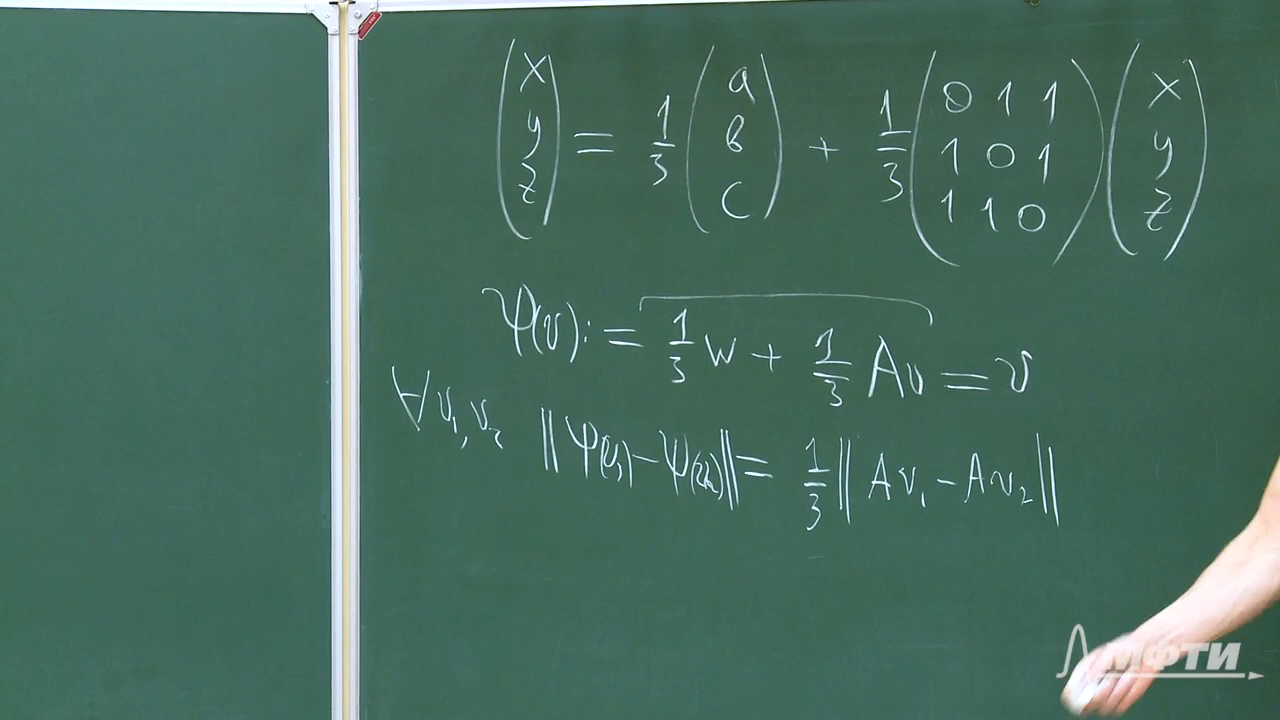 (x y z) = 1/3 (a b c) + 1/3 (0 1 1 1 0 1 1 1 0) (x y z)
Ψ(v) := 1/3 w + 1/3 Av = v
∀ v₁, v₂ ||Ψ(v₁) - Ψ(v₂)|| = 1/3 || Av₁ - Av₂ ||
МФТИ